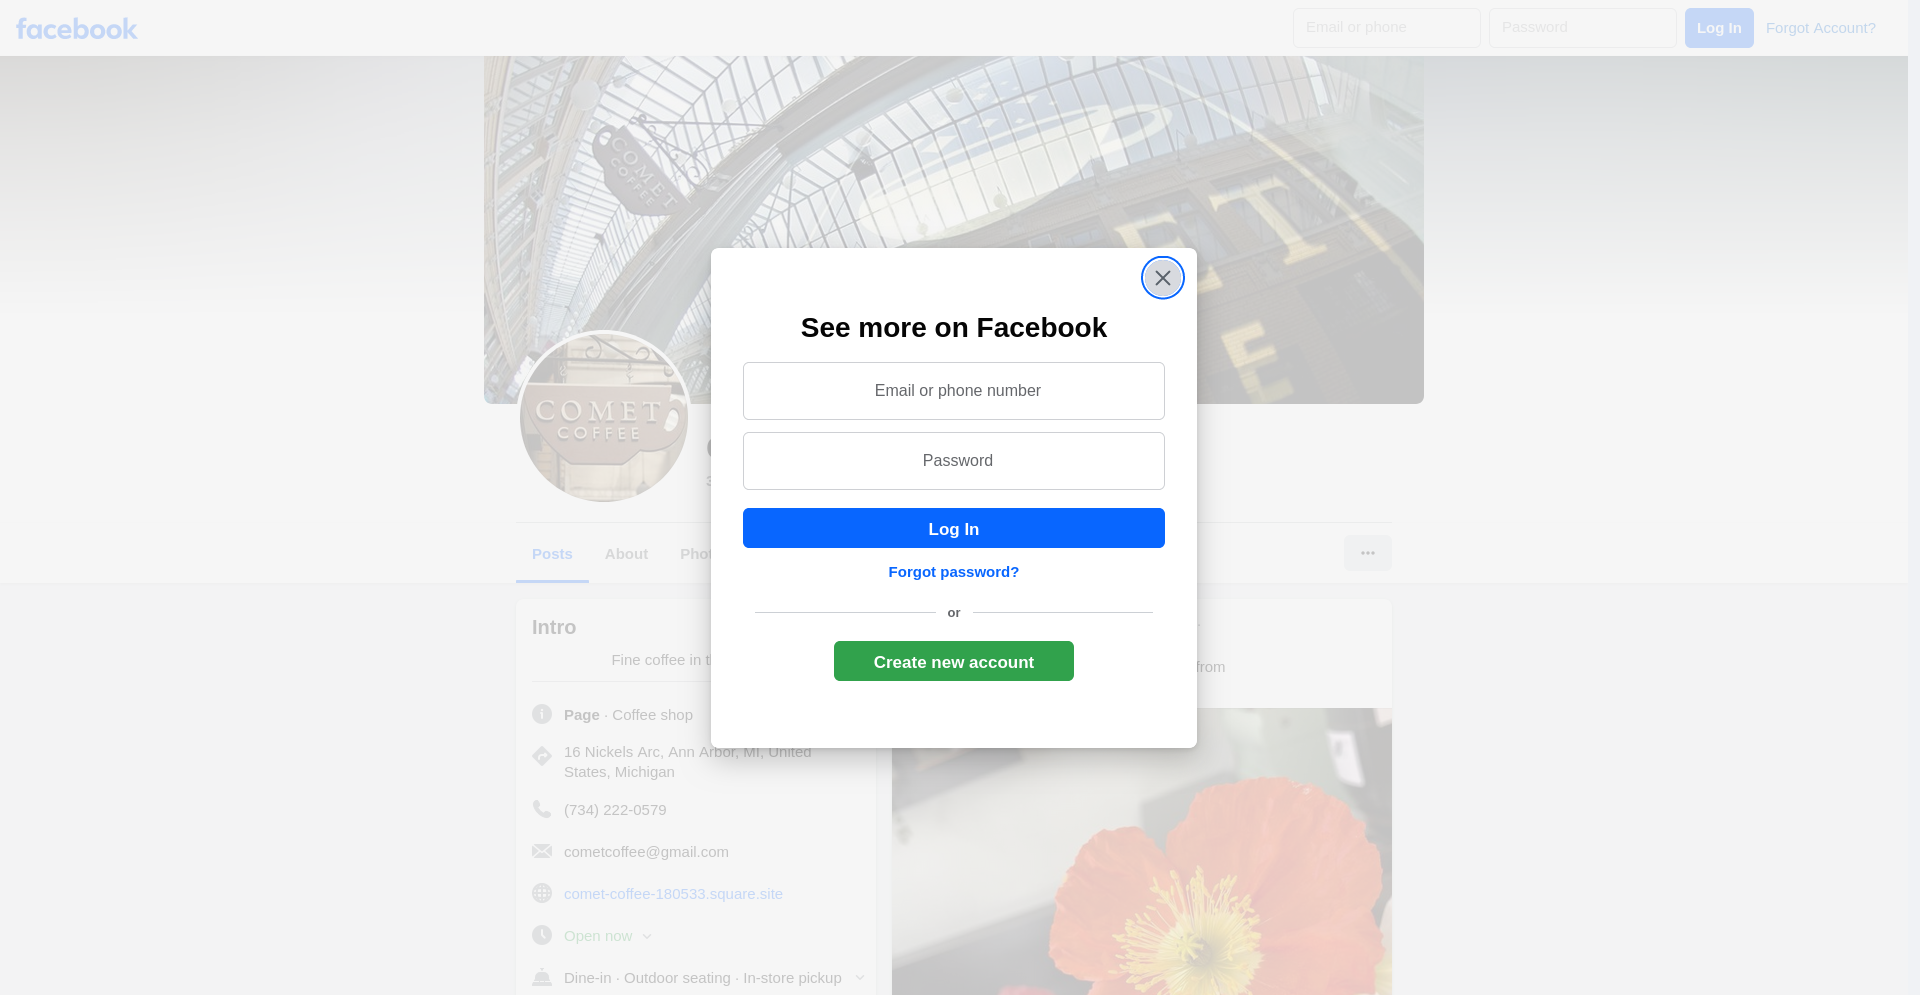 facebook
Email or phone
Password
Log In
Forgot Account?
COMET
COFFEE
ET
E
See more on Facebook
Email or phone number
Password
Log In
Forgot password?
or
Create new account
COMET
COFFEE
Posts
About
Phot
Intro
Fine coffee in t
from
Page · Coffee shop
16 Nickels Arc, Ann Arbor, MI, United
States, Michigan
(734) 222-0579
cometcoffee@gmail.com
comet-coffee-180533.square.site
Open now
Dine-in · Outdoor seating · In-store pickup